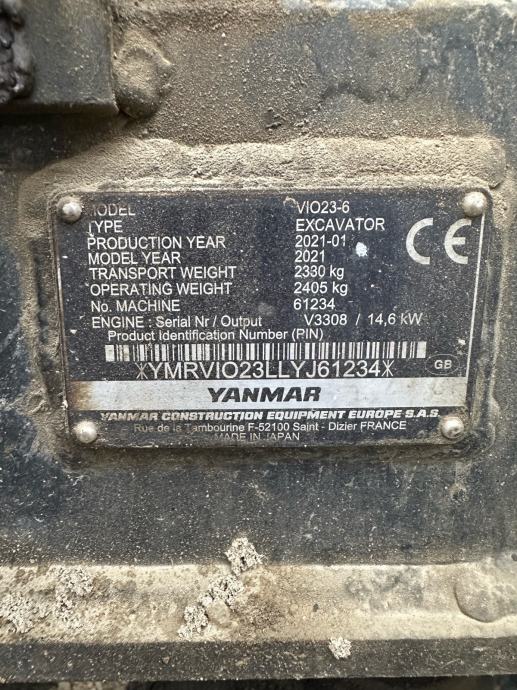 MODEL VIO23-6
TYPE EXCAVATOR
PRODUCTION YEAR 2021-01
MODEL YEAR 2021
TRANSPORT WEIGHT 2330 kg
OPERATING WEIGHT 2405 kg
No. MACHINE 61234
ENGINE : Serial Nr / Output V3308 / 14,6 kW
Product Identification Number (PIN)
CE
*YMRVIO23LLYJ61234*
GB
YANMAR
YANMAR CONSTRUCTION EQUIPMENT EUROPE S.A.S.
Rue de la Tambourine F-52100 Saint - Dizier FRANCE
MADE IN JAPAN